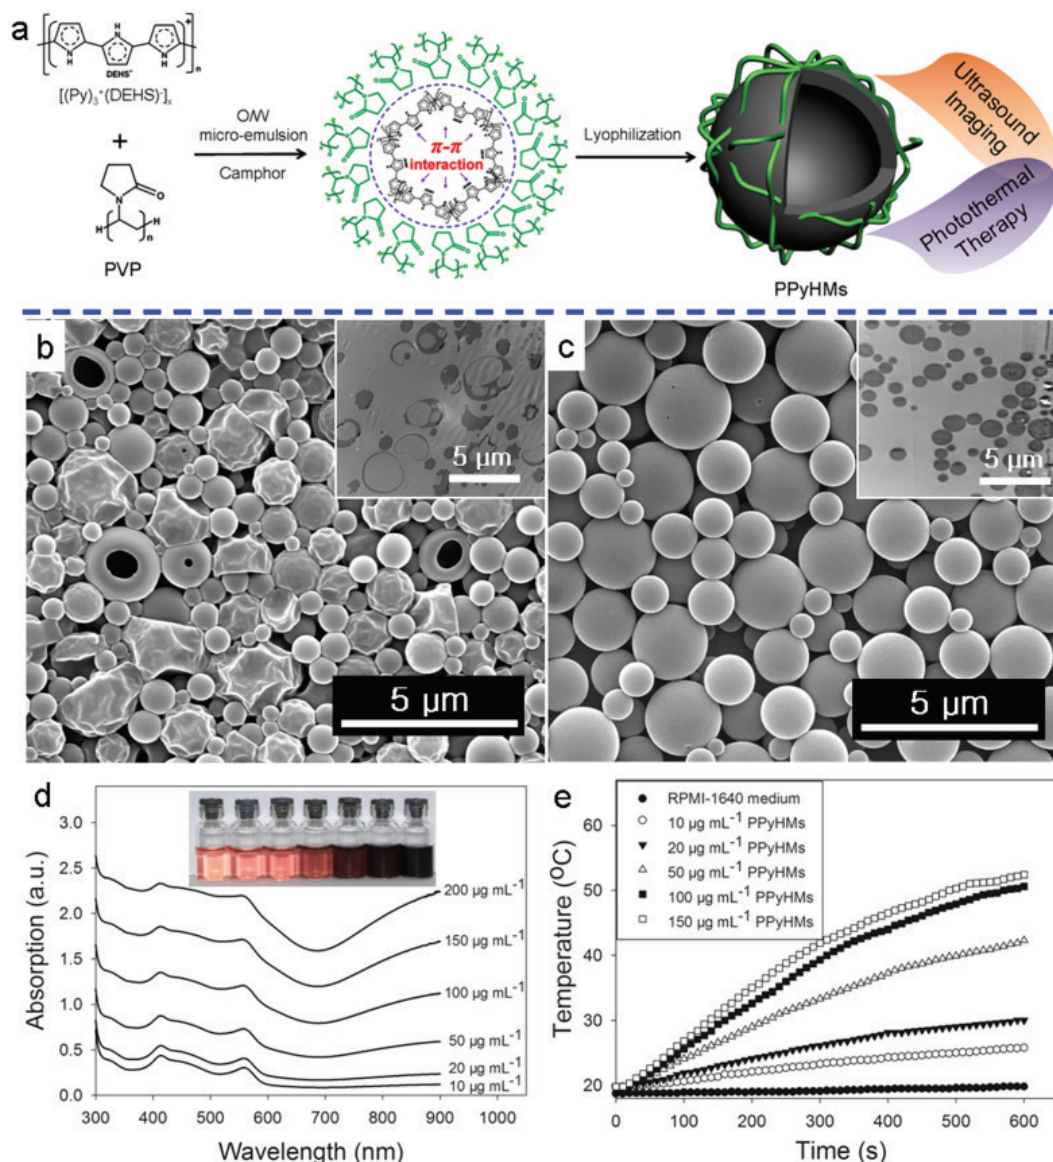 a
H
N
N
H
N
H
DEHS⁻
+
n
[(Py)₃⁺(DEHS)⁻]ₓ
+
N
O
H
H
n
PVP
O/W
micro-emulsion
Camphor
π-π
interaction
Lyophilization
PPyHMs
Ultrasound
Imaging
Photothermal
Therapy
b
5 µm
5 µm
c
5 µm
5 µm
d
Absorption (a.u.)
3.0
2.5
2.0
1.5
1.0
0.5
0.0
200 µg mL⁻¹
150 µg mL⁻¹
100 µg mL⁻¹
50 µg mL⁻¹
20 µg mL⁻¹
10 µg mL⁻¹
300 400 500 600 700 800 900 1000
Wavelength (nm)
e
Temperature (ºC)
60
50
40
30
20
RPMI-1640 medium
10 µg mL⁻¹ PPyHMs
20 µg mL⁻¹ PPyHMs
50 µg mL⁻¹ PPyHMs
100 µg mL⁻¹ PPyHMs
150 µg mL⁻¹ PPyHMs
0 100 200 300 400 500 600
Time (s)